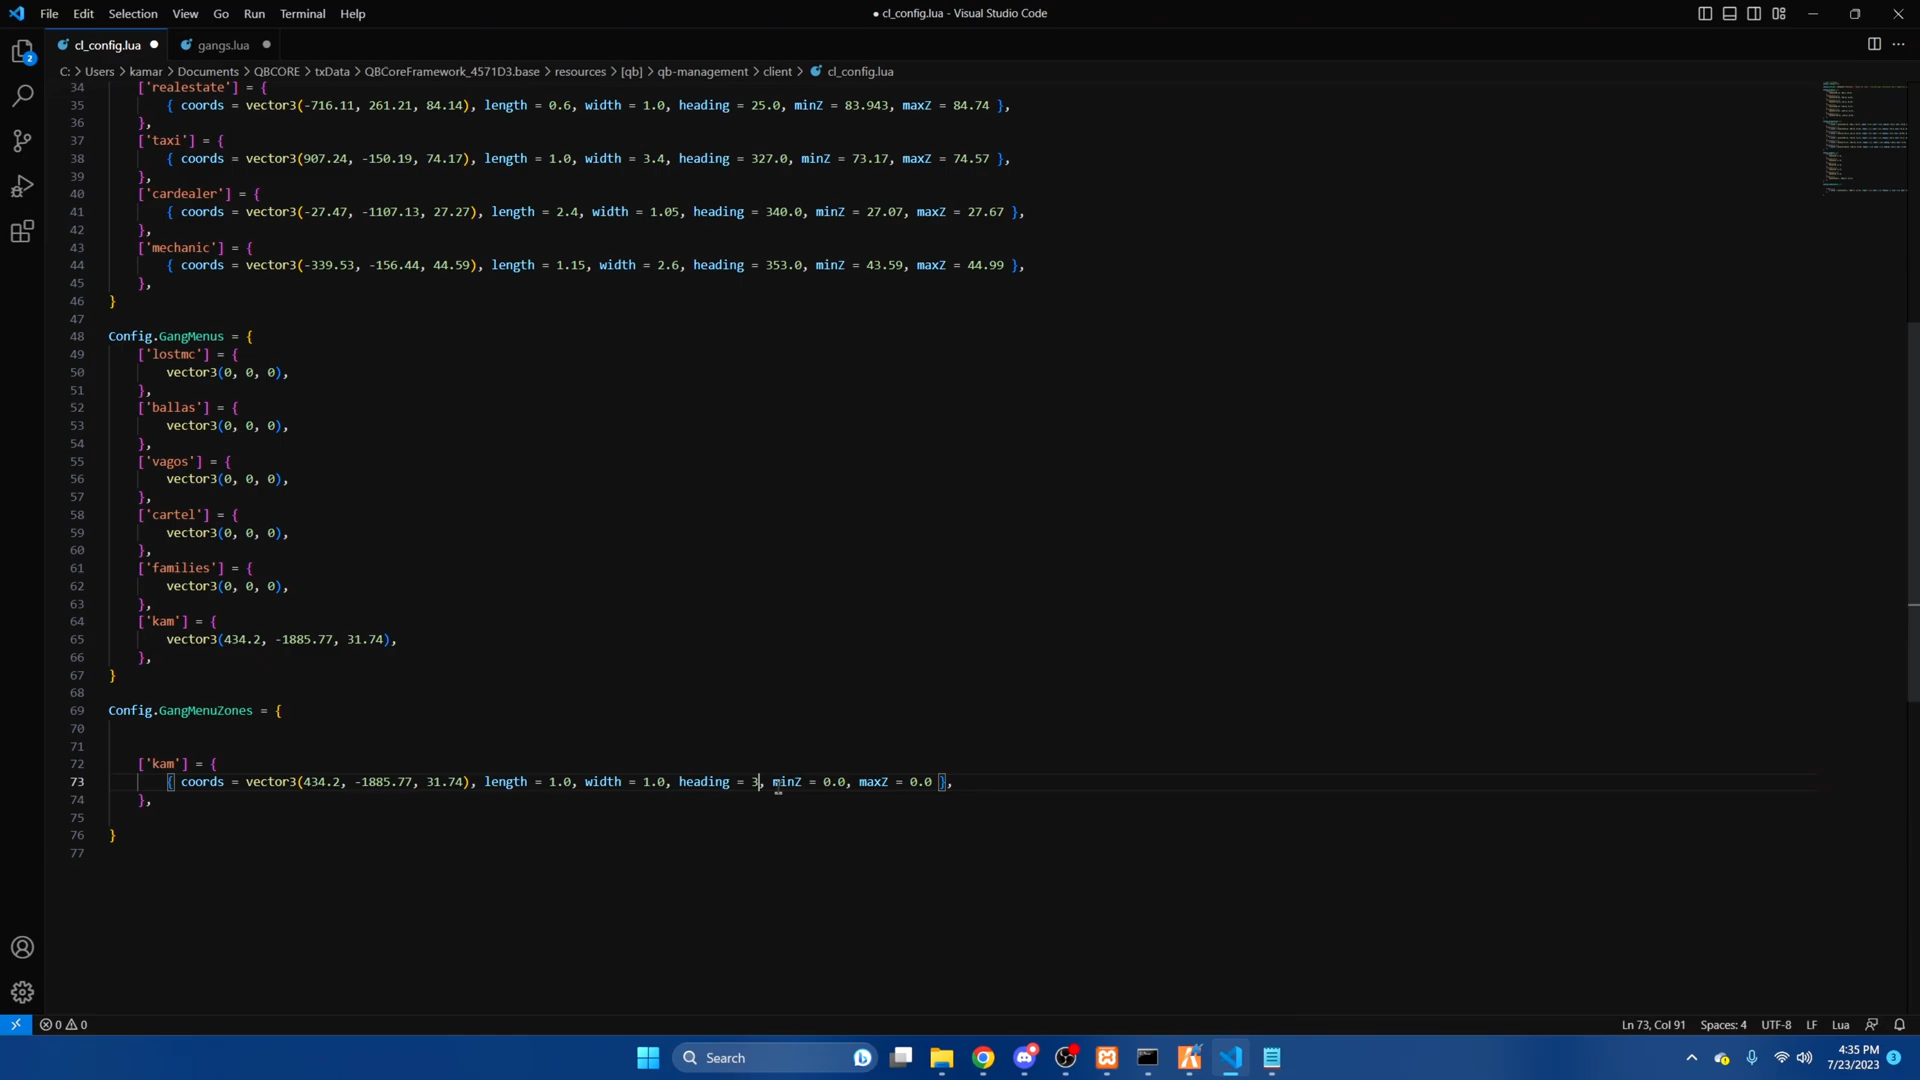 File Edit Selection View Go Run Terminal Help
● cl_config.lua - Visual Studio Code
cl_config.lua gangs.lua
C: > Users > kamar > Documents > QBCORE > txData > QBCoreFramework_4571D3.base > resources > [qb] > qb-management > client > cl_config.lua
34 ['realestate'] = {
35 { coords = vector3(-716.11, 261.21, 84.14), length = 0.6, width = 1.0, heading = 25.0, minZ = 83.943, maxZ = 84.74 },
36 },
37 ['taxi'] = {
38 { coords = vector3(907.24, -150.19, 74.17), length = 1.0, width = 3.4, heading = 327.0, minZ = 73.17, maxZ = 74.57 },
39 },
40 ['cardealer'] = {
41 { coords = vector3(-27.47, -1107.13, 27.27), length = 2.4, width = 1.05, heading = 340.0, minZ = 27.07, maxZ = 27.67 },
42 },
43 ['mechanic'] = {
44 { coords = vector3(-339.53, -156.44, 44.59), length = 1.15, width = 2.6, heading = 353.0, minZ = 43.59, maxZ = 44.99 },
45 },
46 }
47
48 Config.GangMenus = {
49 ['lostmc'] = {
50 vector3(0, 0, 0),
51 },
52 ['ballas'] = {
53 vector3(0, 0, 0),
54 },
55 ['vagos'] = {
56 vector3(0, 0, 0),
57 },
58 ['cartel'] = {
59 vector3(0, 0, 0),
60 },
61 ['families'] = {
62 vector3(0, 0, 0),
63 },
64 ['kam'] = {
65 vector3(434.2, -1885.77, 31.74),
66 },
67 }
68
69 Config.GangMenuZones = {
70
71
72 ['kam'] = {
73 { coords = vector3(434.2, -1885.77, 31.74), length = 1.0, width = 1.0, heading = 3, minZ = 0.0, maxZ = 0.0 },
74 },
75
76 }
77
2
0 0
Ln 73, Col 91 Spaces: 4 UTF-8 LF Lua
Search
4:35 PM
7/23/2023
3